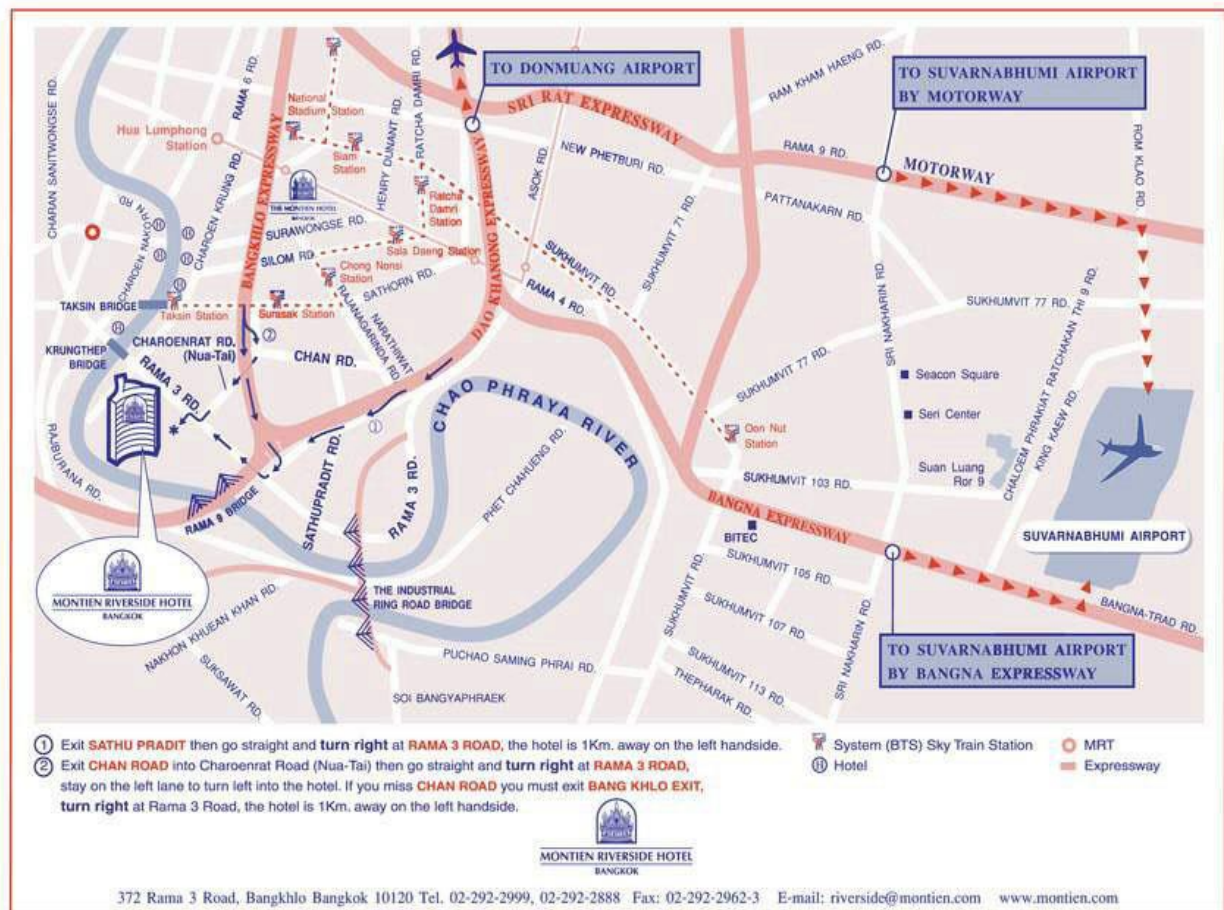 TO DONMUANG AIRPORT
TO SUVARNABHUMI AIRPORT
BY MOTORWAY
RAM KHAM HAENG RD.
SRI RAT EXPRESSWAY
CHARAN SANITWONGSE RD.
RAMA 6 RD.
BANGKHLO EXPRESSWAY
National
Stadium Station
HENRY DUNANT RD.
RATCHA DAMRI RD.
Hua Lumphong
Station
Siam
Station
NEW PHETBURI RD.
RAMA 9 RD.
MOTORWAY
ROM KLAO RD.
ASOK RD.
THE MONTIEN HOTEL
BANGKOK
Ratcha
Damri
Station
PATTANAKARN RD.
CHAROEN KRUNG RD.
CHAROEN NAKORN RD.
SURAWONGSE RD.
Sala Daeng Station
SUKHUMVIT 71 RD.
SILOM RD.
Chong Nonsi
Station
SATHORN RD.
DAO KHANONG EXPRESSWAY
SUKHUMVIT RD.
RAMA 4 RD.
SRI NAKHARIN RD.
SUKHUMVIT 77 RD.
TAKSIN BRIDGE
Taksin Station
Surasak Station
NARATHIWAT
RAJANAGARINDA RD.
KRUNGTHEP
BRIDGE
CHAROENRAT RD.
(Nua-Tai)
2
CHAN RD.
RAMA 3 RD.
SUKHUMVIT 77 RD.
Seacon Square
Seri Center
CHALOEM PHRAKIAT RATCHAKAN THI 9 RD.
KING KAEW RD.
CHAO PHRAYA RIVER
1
Oon Nut
Station
Suan Luang
Ror 9
RAJBURANA RD.
SATHUPRADIT RD.
RAMA 3 RD.
PHET CHAHUENG RD.
SUKHUMVIT 103 RD.
RAMA 9 BRIDGE
BANGNA EXPRESSWAY
BITEC
SUVARNABHUMI AIRPORT
MONTIEN RIVERSIDE HOTEL
BANGKOK
SUKHUMVIT 105 RD.
THE INDUSTRIAL
RING ROAD BRIDGE
SUKHUMVIT RD.
SUKHUMVIT 107 RD.
BANGNA-TRAD RD.
NAKHON KHUEAN KHAN RD.
SUKSAWAT RD.
PUCHAO SAMING PHRAI RD.
SUKHUMVIT 113 RD.
THEPHARAK RD.
SRI NAKHARIN RD.
TO SUVARNABHUMI AIRPORT
BY BANGNA EXPRESSWAY
SOI BANGYAPHRAEK
1 Exit SATHU PRADIT then go straight and turn right at RAMA 3 ROAD, the hotel is 1Km. away on the left handside.
2 Exit CHAN ROAD into Charoenrat Road (Nua-Tai) then go straight and turn right at RAMA 3 ROAD,
stay on the left lane to turn left into the hotel. If you miss CHAN ROAD you must exit BANG KHLO EXIT,
turn right at Rama 3 Road, the hotel is 1Km. away on the left handside.
System (BTS) Sky Train Station
MRT
H Hotel
Expressway
MONTIEN RIVERSIDE HOTEL
BANGKOK
372 Rama 3 Road, Bangkhlo Bangkok 10120 Tel. 02-292-2999, 02-292-2888 Fax: 02-292-2962-3 E-mail: riverside@montien.com www.montien.com